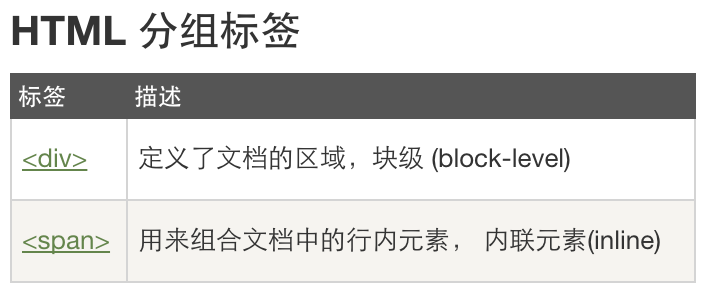 HTML 分组标签
标签 描述
<div> 定义了文档的区域，块级 (block-level)
<span> 用来组合文档中的行内元素， 内联元素(inline)